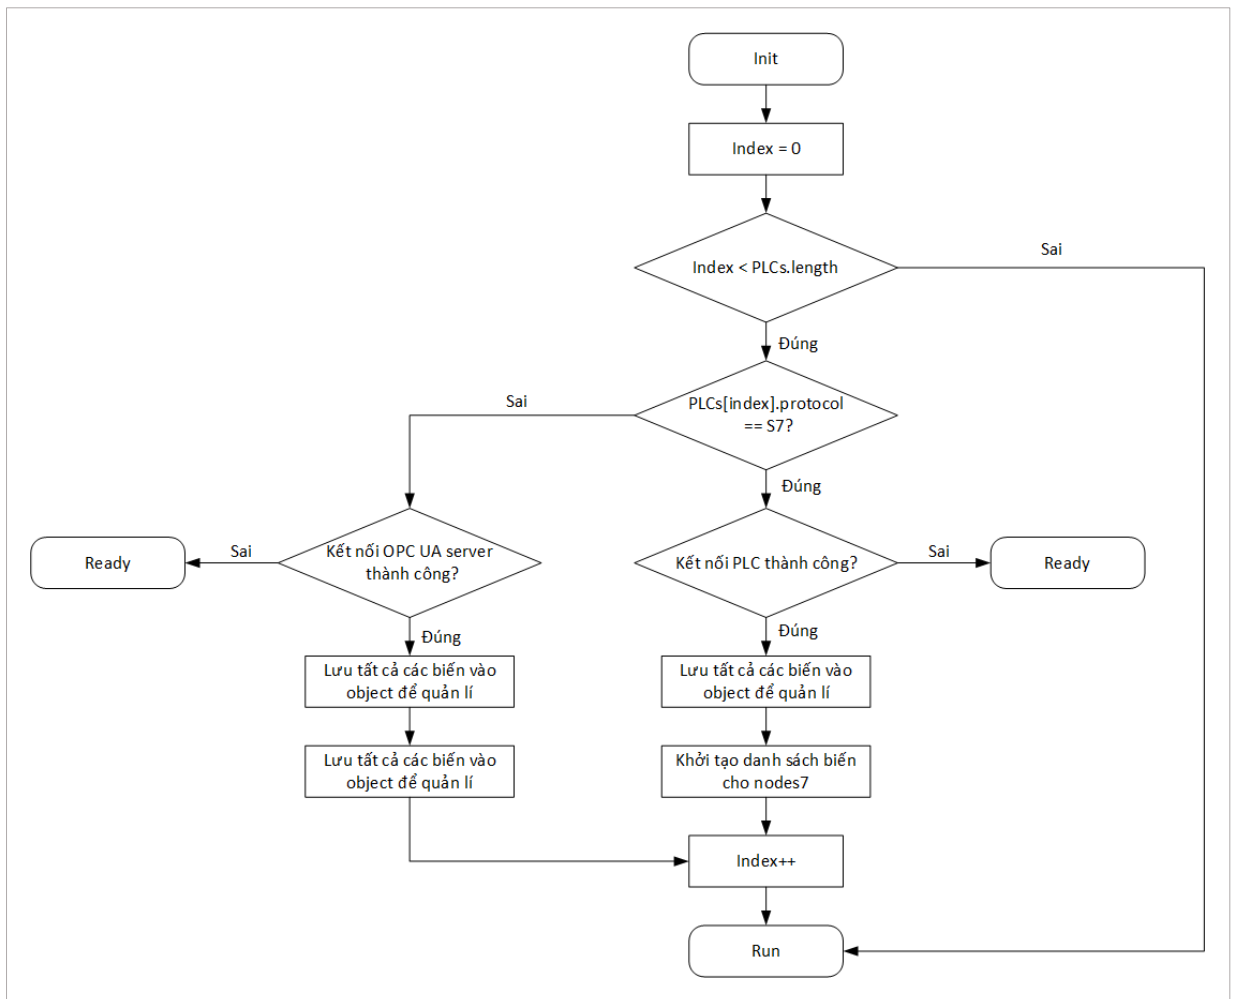 Init
Index = 0
Index < PLCs.length
Sai
Đúng
PLCs[index].protocol
== S7?
Sai
Đúng
Kết nối OPC UA server
thành công?
Sai
Ready
Kết nối PLC thành công?
Sai
Ready
Đúng
Đúng
Lưu tất cả các biến vào
object để quản lí
Lưu tất cả các biến vào
object để quản lí
Lưu tất cả các biến vào
object để quản lí
Khởi tạo danh sách biến
cho nodes7
Index++
Run